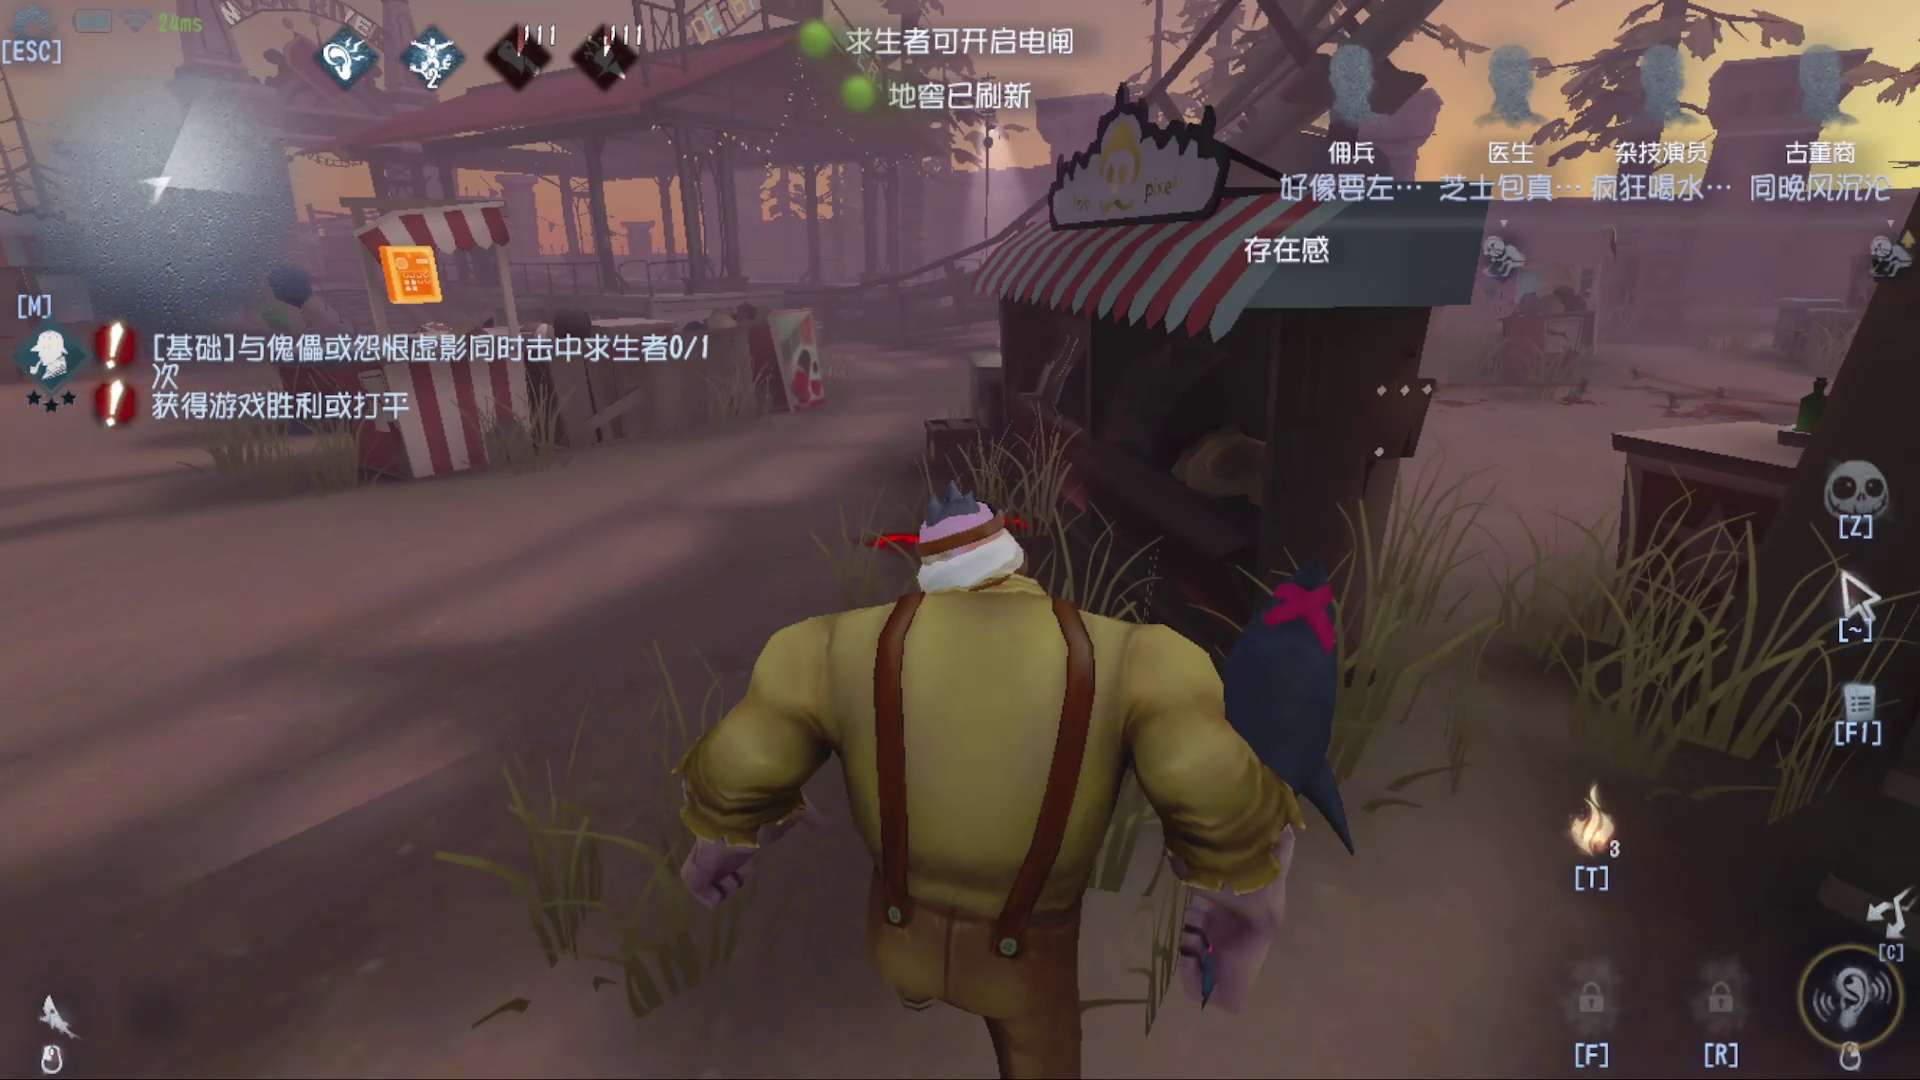 24ms
[ESC]
111
111
求生者可开启电闸
地窖已刷新
佣兵
好像要左…
医生
芝士包真…
杂技演员
疯狂喝水…
古董商
同晚风沉沦
pixel
存在感
[M]
[基础]与傀儡或怨恨虚影同时击中求生者0/1
次
获得游戏胜利或打平
[Z]
[~]
[F1]
3
[T]
[C]
[F]
[R]